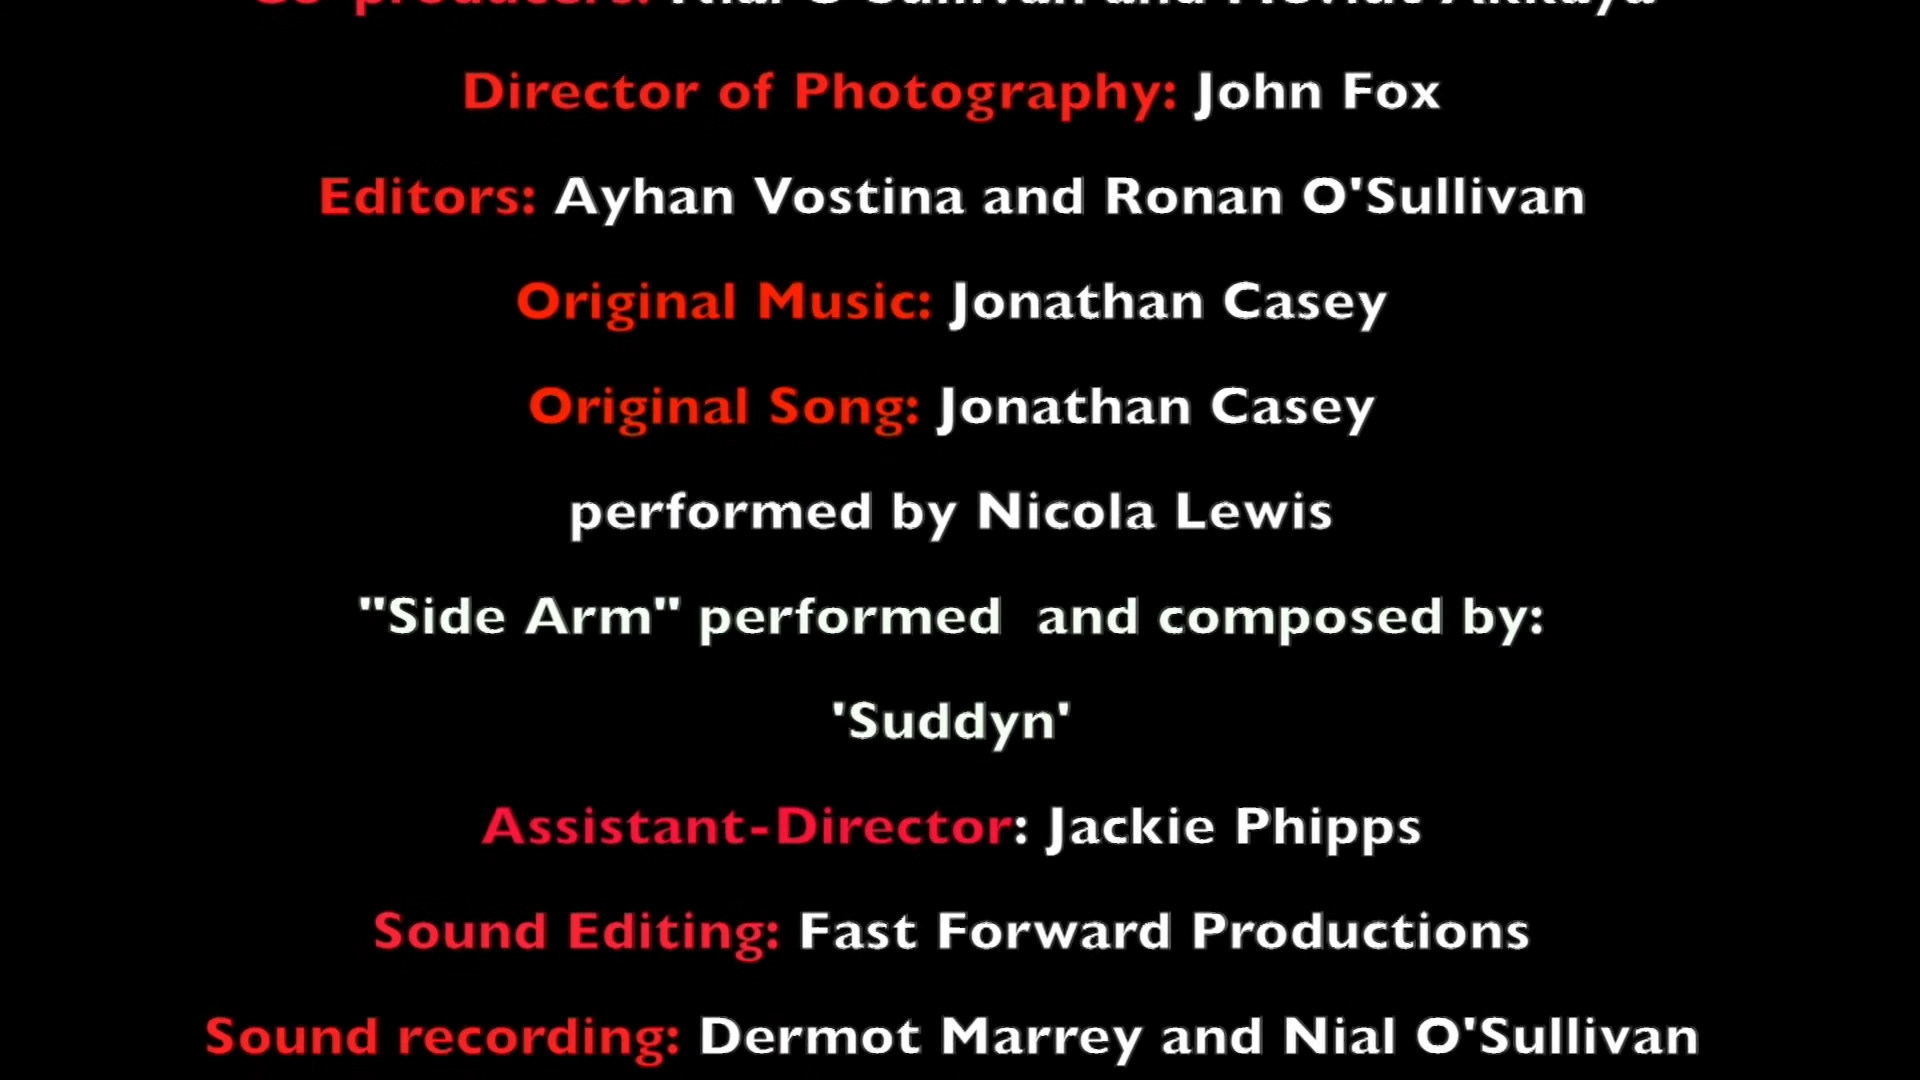 Co-producers: Nial O'Sullivan and
Director of Photography: John Fox
Editors: Ayhan Vostina and Ronan O'Sullivan
Original Music: Jonathan Casey
Original Song: Jonathan Casey
performed by Nicola Lewis
"Side Arm" performed  and composed by:
'Suddyn'
Assistant-Director: Jackie Phipps
Sound Editing: Fast Forward Productions
Sound recording: Dermot Marrey and Nial O'Sullivan